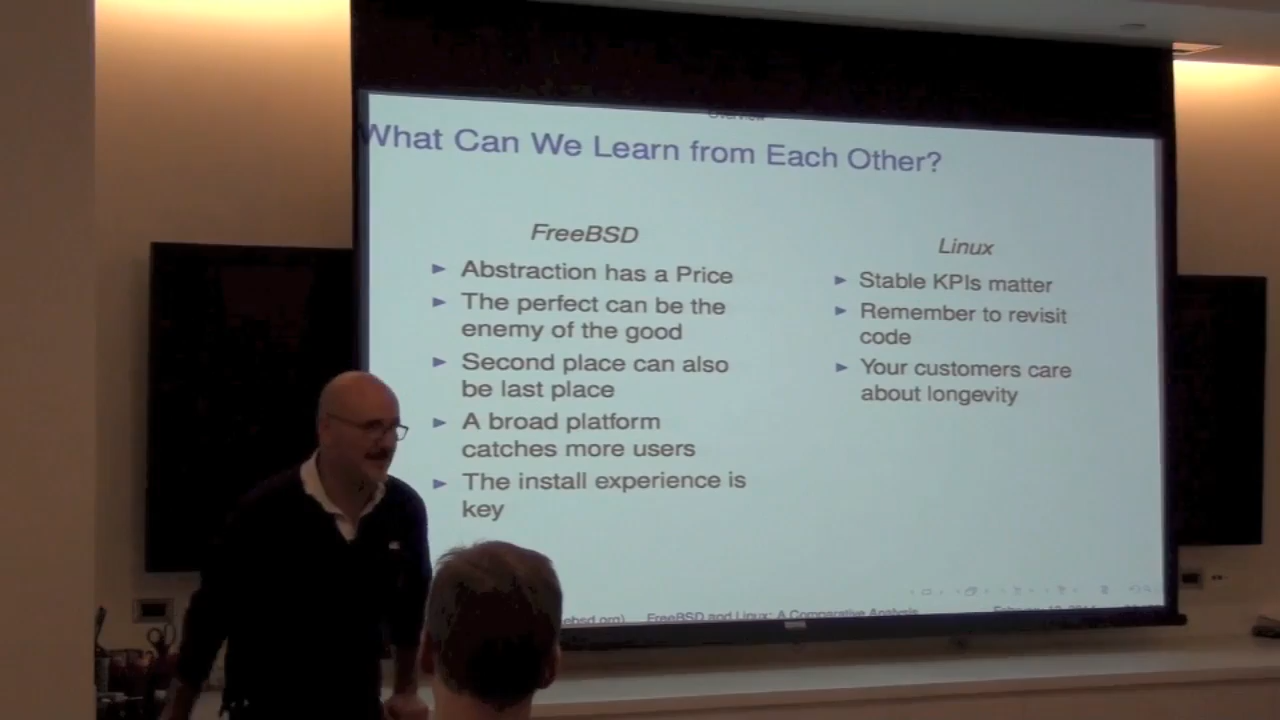 Overview
What Can We Learn from Each Other?
FreeBSD
Abstraction has a Price
The perfect can be the
enemy of the good
Second place can also
be last place
A broad platform
catches more users
The install experience is
key
Linux
Stable KPIs matter
Remember to revisit
code
Your customers care
about longevity
FreeBSD and Linux: A Comparative Analysis